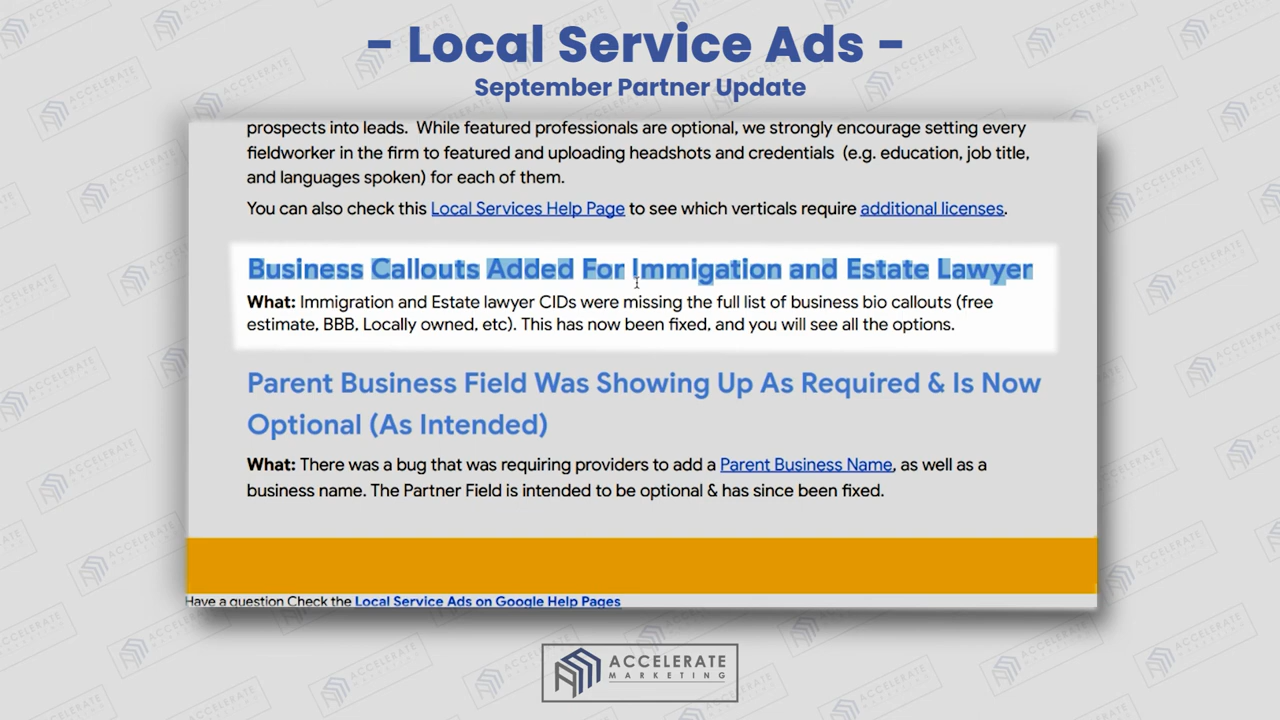 - Local Service Ads -
September Partner Update
prospects into leads. While featured professionals are optional, we strongly encourage setting every
fieldworker in the firm to featured and uploading headshots and credentials (e.g. education, job title,
and languages spoken) for each of them.
You can also check this Local Services Help Page to see which verticals require additional licenses.
Business Callouts Added For Immigation and Estate Lawyer
What: Immigration and Estate lawyer CIDs were missing the full list of business bio callouts (free
estimate, BBB, Locally owned, etc). This has now been fixed, and you will see all the options.
Parent Business Field Was Showing Up As Required & Is Now
Optional (As Intended)
What: There was a bug that was requiring providers to add a Parent Business Name, as well as a
business name. The Partner Field is intended to be optional & has since been fixed.
Have a question Check the Local Service Ads on Google Help Pages
ACCELERATE
MARKETING